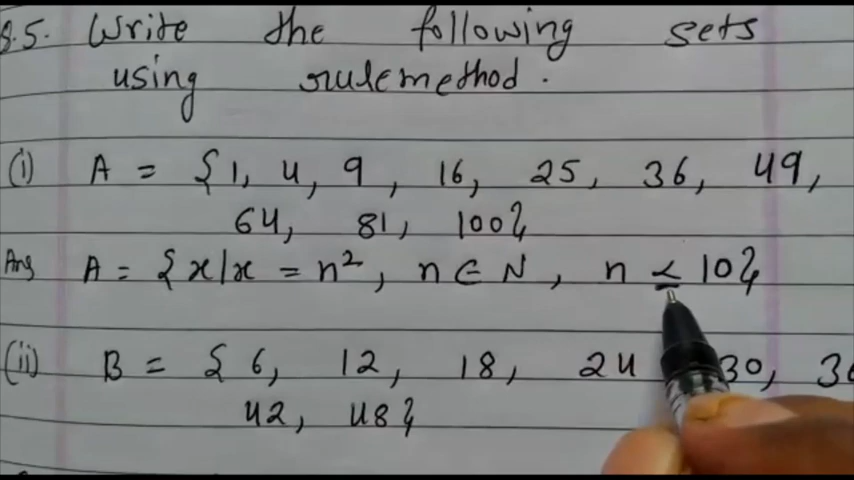 Q.5. Write the following sets
using rulemethod.
(i) A = {1, 4, 9, 16, 25, 36, 49,
64, 81, 100}
Ans A = {x/x = n², n ∈ N, n ≤ 10}
(ii) B = {6, 12, 18, 24 30,
42, 48}